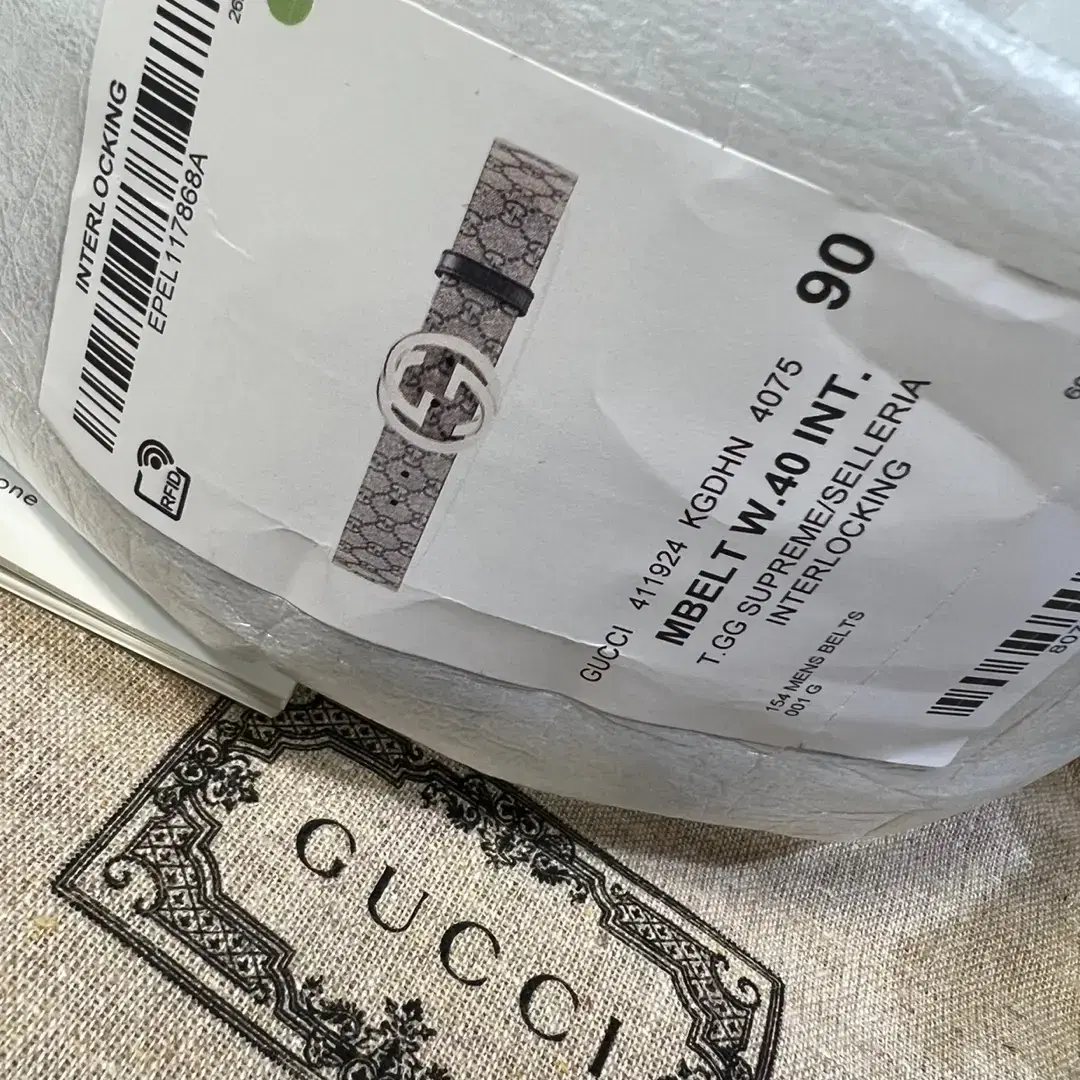 INTERLOCKING
EPEL117868A
RFID
90
GUCCI 411924 KGDHN 4075
MBELT W.40 INT.
T.GG SUPREME/SELLERIA
INTERLOCKING
154 MENS BELTS
001 G
one
GUCCI